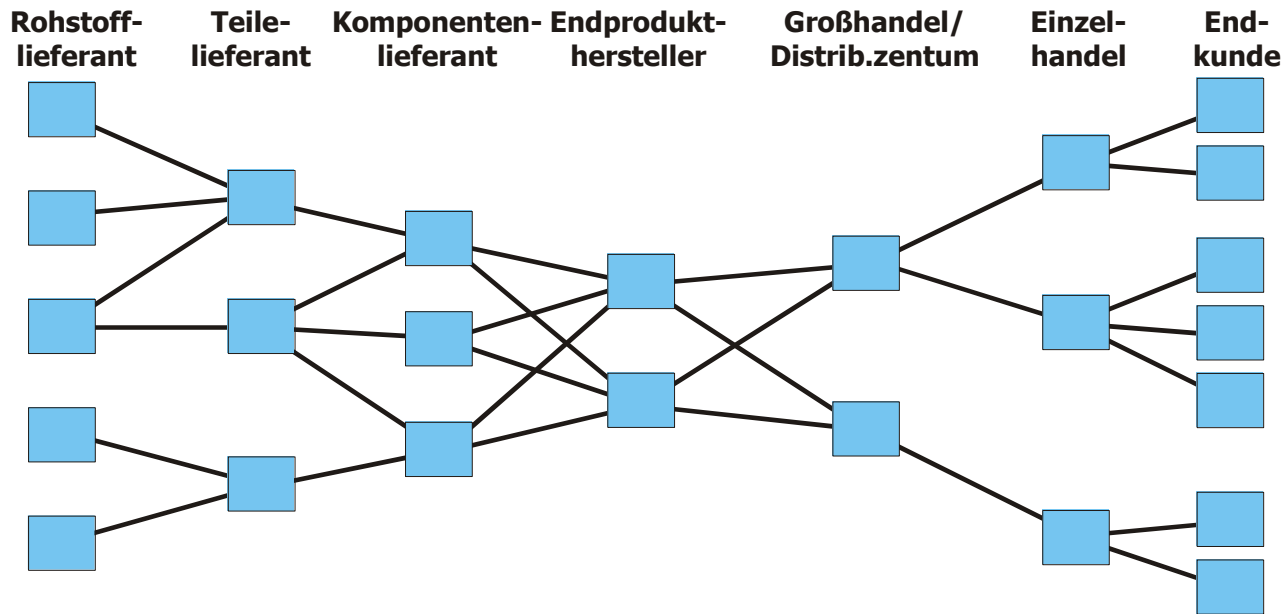 Rohstoff-
lieferant
Teile-
lieferant
Komponenten-
lieferant
Endprodukt-
hersteller
Großhandel/
Distrib.zentum
Einzel-
handel
End-
kunde